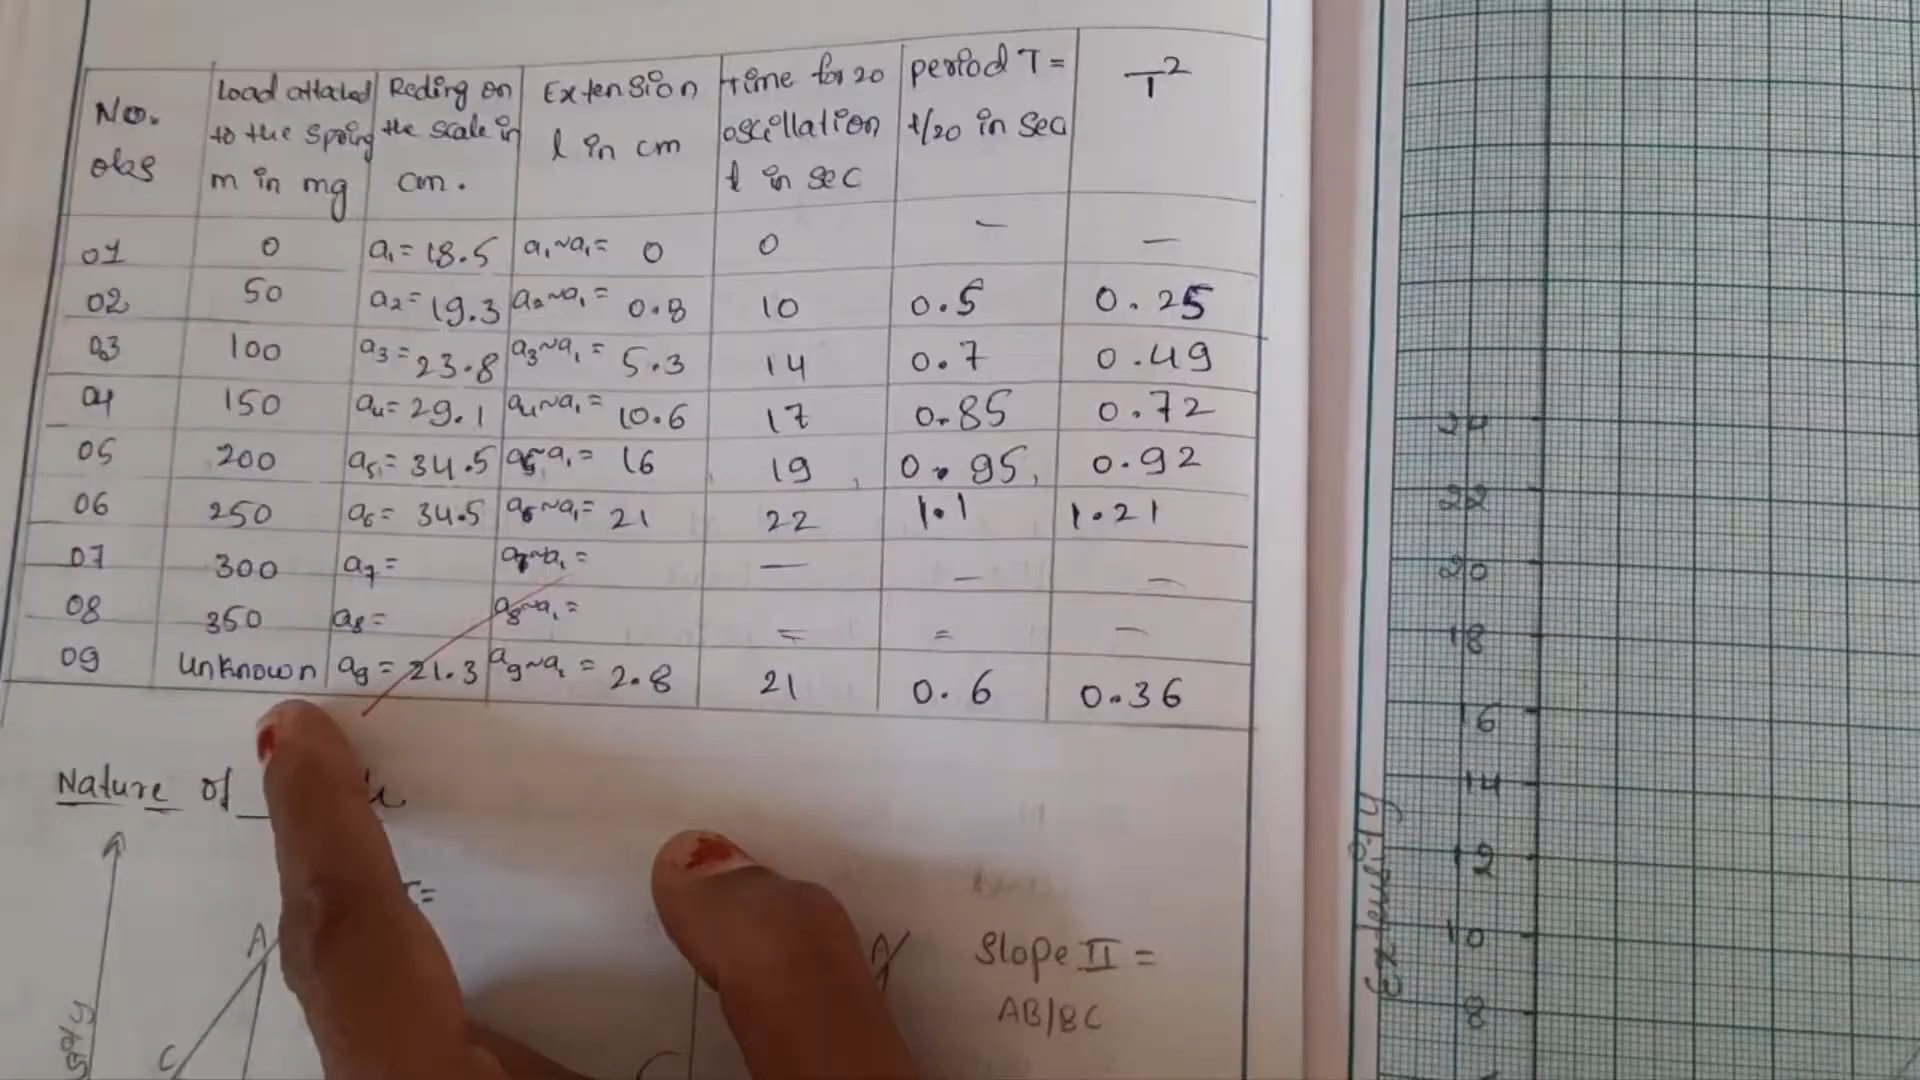 No. obs
Load attached to the spring m in mg
Reding on the scale in cm.
Extension l in cm
time for 20 oscillation t in sec
period T = t/20 in sec
T²
01 0 a₁ = 18.5 a₁~a₁= 0 0 — —
02 50 a₂ = 19.3 a₂~a₁ = 0.8 10 0.5 0.25
03 100 a₃ = 23.8 a₃~a₁ = 5.3 14 0.7 0.49
04 150 a₄ = 29.1 a₄~a₁ = 10.6 17 0.85 0.72
05 200 a₅ = 34.5 a₅~a₁ = 16 19 0.95 0.92
06 250 a₆ = 34.5 a₆~a₁= 21 22 1.1 1.21
07 300 a₇ = a₇~a₁ = — — —
08 350 a₈ = a₈~a₁ = = = —
09 unknown a₉ = 21.3 a₉~a₁ = 2.8 21 0.6 0.36
Nature of
A
C
A
Slope II =
AB/BC
24
22
20
18
16
14
12
10
8